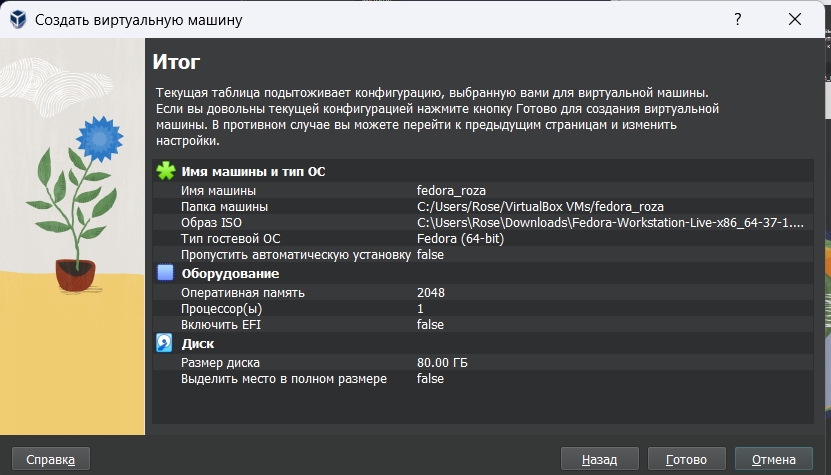 Создать виртуальную машину
?
Итог
Текущая таблица подытоживает конфигурацию, выбранную вами для виртуальной машины.
Если вы довольны текущей конфигурацией нажмите кнопку Готово для создания виртуальной
машины. В противном случае вы можете перейти к предыдущим страницам и изменить
настройки.
Имя машины и тип ОС
Имя машины fedora_roza
Папка машины C:/Users/Rose/VirtualBox VMs/fedora_roza
Образ ISO C:\Users\Rose\Downloads\Fedora-Workstation-Live-x86_64-37-1....
Тип гостевой ОС Fedora (64-bit)
Пропустить автоматическую установку false
Оборудование
Оперативная память 2048
Процессор(ы) 1
Включить EFI false
Диск
Размер диска 80.00 ГБ
Выделить место в полном размере false
Справка Назад Готово Отмена